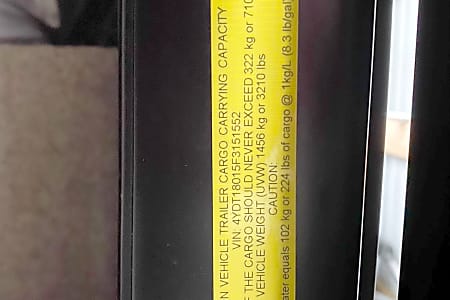 N VEHICLE TRAILER CARGO CARRYING CAPACITY
VIN: 4YDT18015F3151552
F THE CARGO SHOULD NEVER EXCEED 322 kg or 710
VEHICLE WEIGHT (UVW) 1456 kg or 3210 lbs
CAUTION:
ater equals 102 kg or 224 lbs of cargo @ 1kg/L (8.3 lb/gal